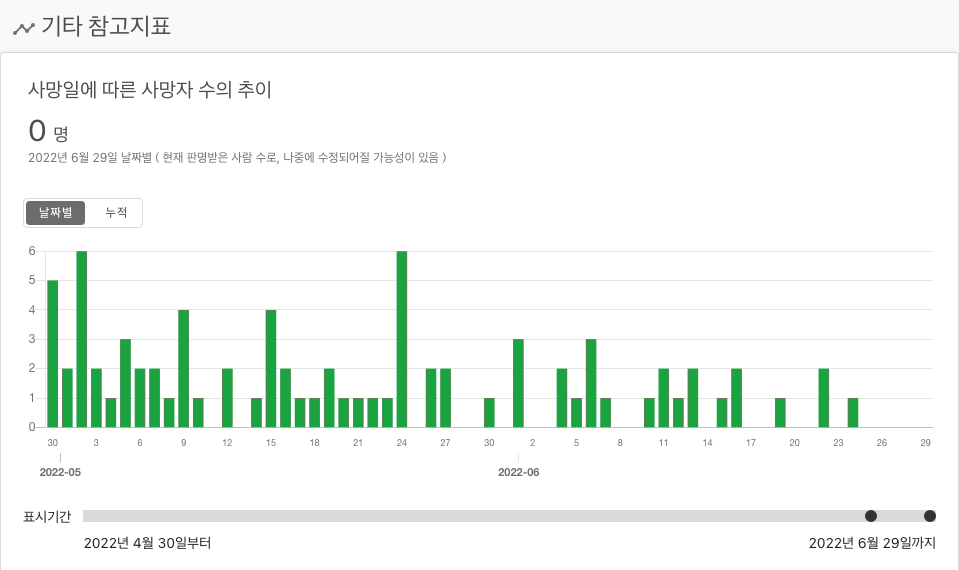 기타 참고지표
사망일에 따른 사망자 수의 추이
0 명
2022년 6월 29일 날짜별 ( 현재 판명받은 사람 수로, 나중에 수정되어질 가능성이 있음 )
날짜별 누적
6
5
4
3
2
1
0
30 3 6 9 12 15 18 21 24 27 30 2 5 8 11 14 17 20 23 26 29
2022-05 2022-06
표시기간
2022년 4월 30일부터 2022년 6월 29일까지